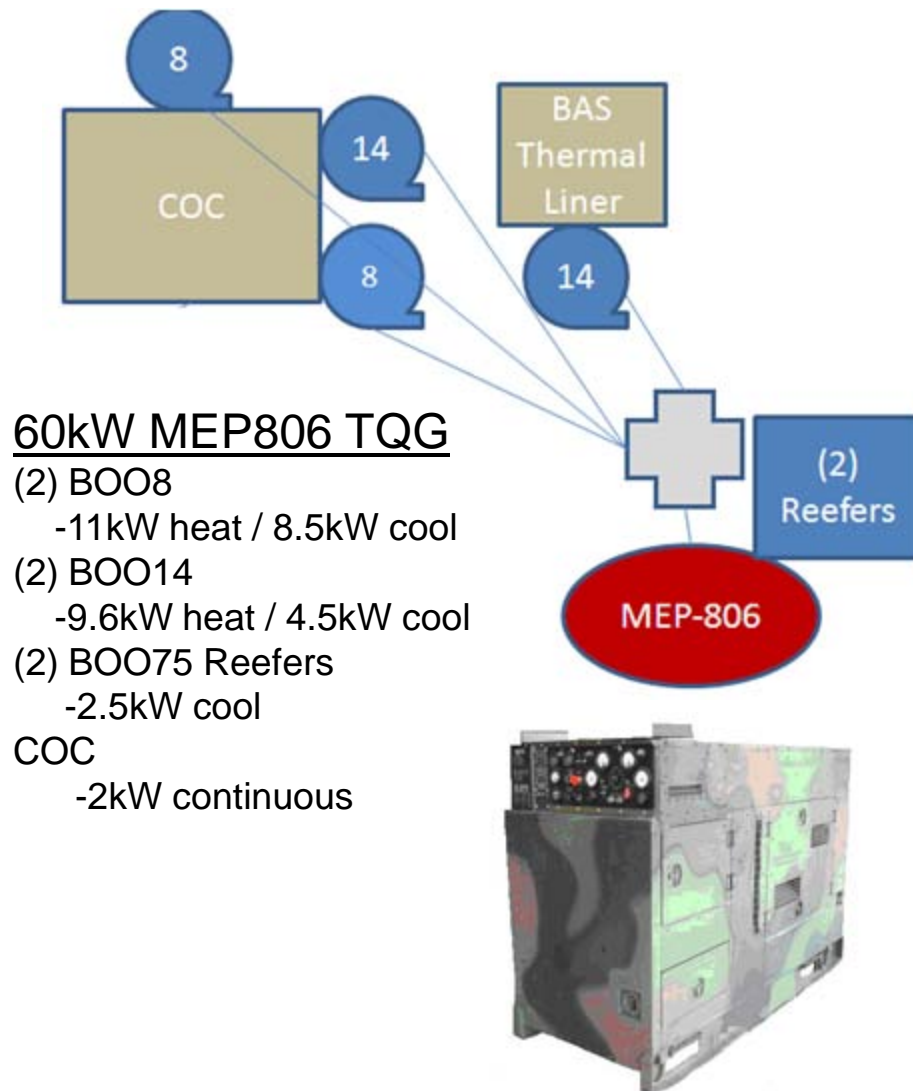 8
14
BAS
Thermal
Liner
COC
8
14
60kW MEP806 TQG
(2) BOO8
-11kW heat / 8.5kW cool
(2) BOO14
-9.6kW heat / 4.5kW cool
(2) BOO75 Reefers
-2.5kW cool
COC
-2kW continuous
(2)
Reefers
MEP-806